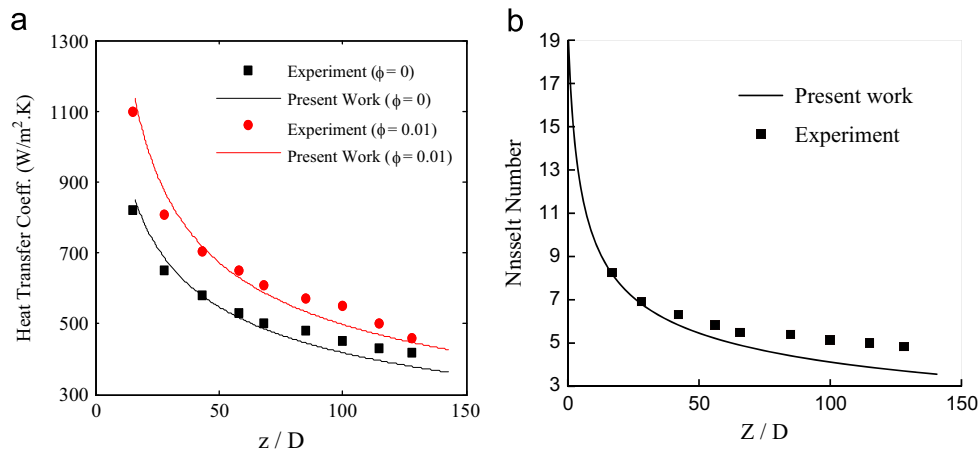 a
1300
1100
900
700
500
300
0
50
100
150
Heat Transfer Coeff. (W/m².K)
z / D
Experiment (ϕ = 0)
Present Work (ϕ = 0)
Experiment (ϕ = 0.01)
Present Work (ϕ = 0.01)
b
19
17
15
13
11
9
7
5
3
0
50
100
150
Nnsselt Number
Z / D
Present work
Experiment